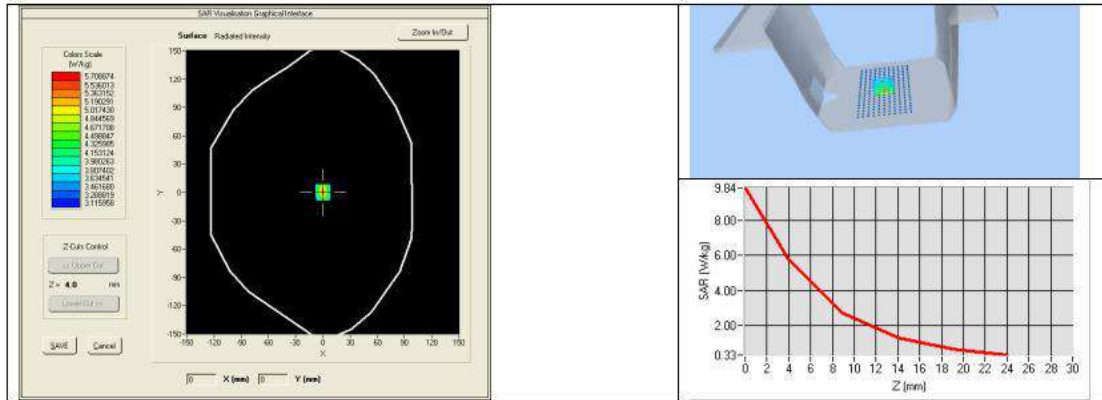 SAR Visualisation Graphical Interface
Surface Radiated Intensity
Zoom In/Out
Colors Scale
(W/kg)
5.708874
5.536013
5.363152
5.190291
5.017430
4.844569
4.671708
4.498847
4.325985
4.153124
3.980263
3.807402
3.634541
3.461680
3.288819
3.115958
Z-Cuts Control
<< Upper Cut
Z = 4.0 mm
Lower Cut >>
SAVE Cancel
150
120
90
60
30
0
-30
-60
-90
-120
-150
Y
-150 -120 -90 -60 -30 0 30 60 90 120 150
X
0 X (mm) 0 Y (mm)
9.84
8.00
6.00
4.00
2.00
0.33
SAR (W/kg)
0 2 4 6 8 10 12 14 16 18 20 22 24 26 28 30
Z (mm)